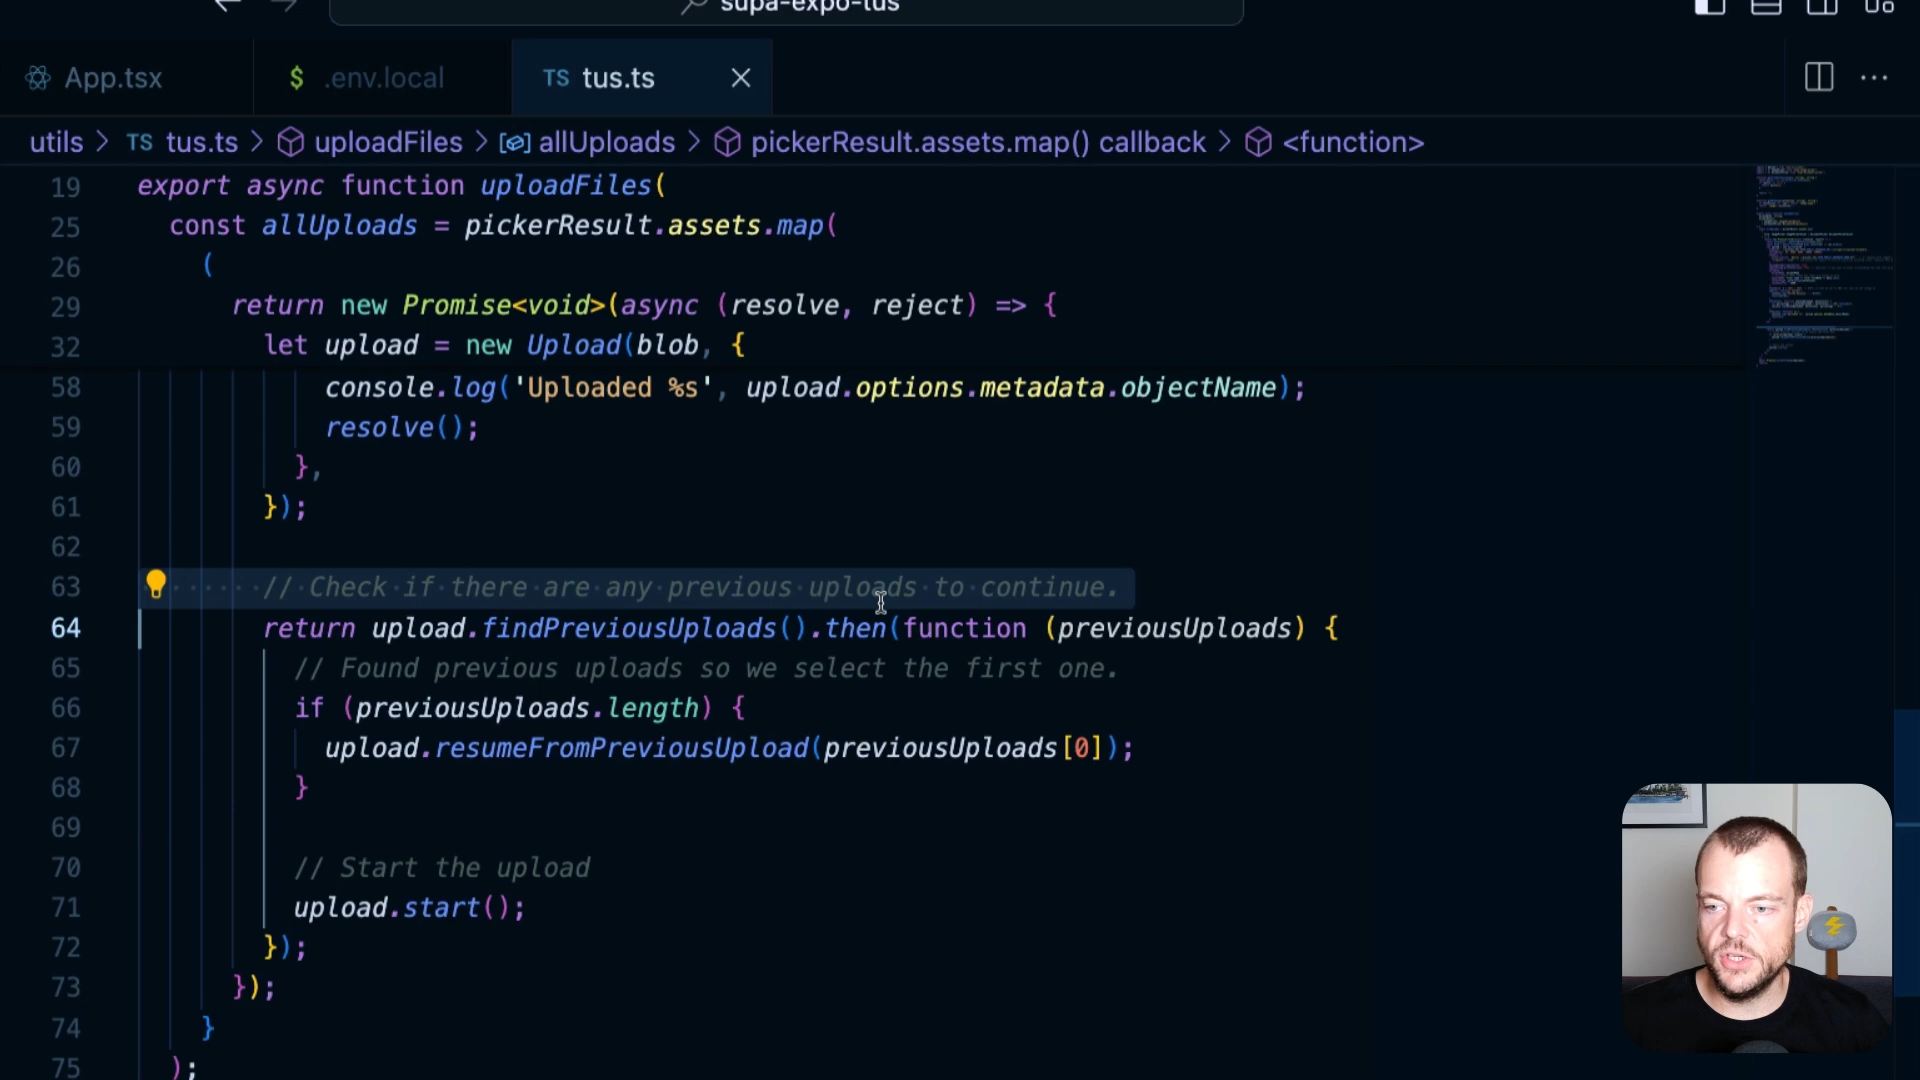 supa-expo-tus
App.tsx
$ .env.local
TS tus.ts
utils > TS tus.ts > uploadFiles > allUploads > pickerResult.assets.map() callback > <function>
19 export async function uploadFiles(
25 const allUploads = pickerResult.assets.map(
26 (
29 return new Promise<void>(async (resolve, reject) => {
32 let upload = new Upload(blob, {
58 console.log('Uploaded %s', upload.options.metadata.objectName);
59 resolve();
60 },
61 });
62
63 // Check if there are any previous uploads to continue.
64 return upload.findPreviousUploads().then(function (previousUploads) {
65 // Found previous uploads so we select the first one.
66 if (previousUploads.length) {
67 upload.resumeFromPreviousUpload(previousUploads[0]);
68 }
69
70 // Start the upload
71 upload.start();
72 });
73 });
74 }
75 );